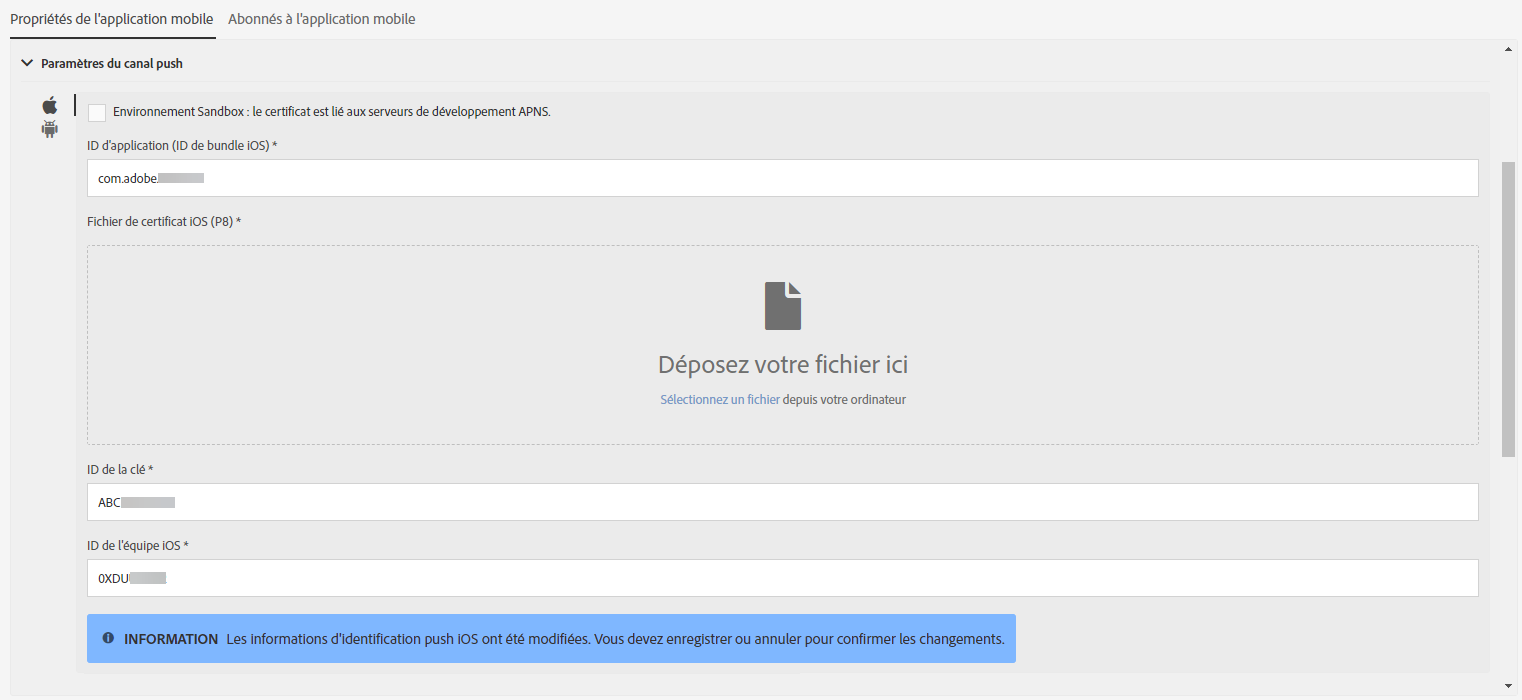 Propriétés de l'application mobile Abonnés à l'application mobile
Paramètres du canal push
Environnement Sandbox : le certificat est lié aux serveurs de développement APNS.
ID d'application (ID de bundle iOS) *
com.adobe.
Fichier de certificat iOS (P8) *
Déposez votre fichier ici
Sélectionnez un fichier depuis votre ordinateur
ID de la clé *
ABC
ID de l'équipe iOS *
0XDU
INFORMATION Les informations d'identification push iOS ont été modifiées. Vous devez enregistrer ou annuler pour confirmer les changements.